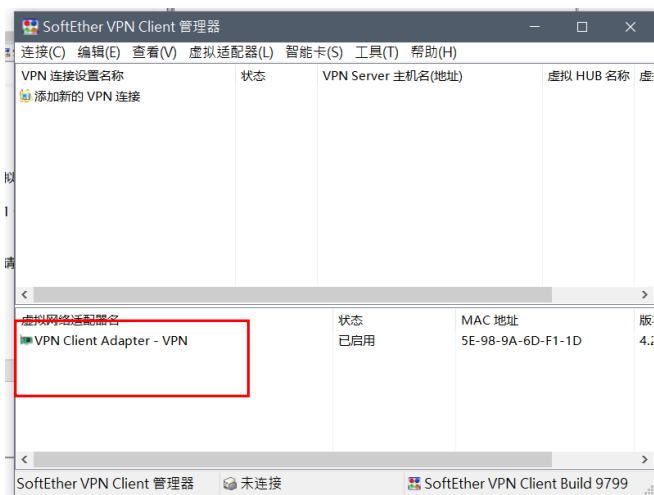 SoftEther VPN Client 管理器
连接(C) 编辑(E) 查看(V) 虚拟适配器(L) 智能卡(S) 工具(T) 帮助(H)
VPN 连接设置名称 状态 VPN Server 主机名(地址) 虚拟 HUB 名称 虚
添加新的 VPN 连接
虚拟网络适配器名 状态 MAC 地址 版
VPN Client Adapter - VPN 已启用 5E-98-9A-6D-F1-1D 4.2
SoftEther VPN Client 管理器 未连接 SoftEther VPN Client Build 9799